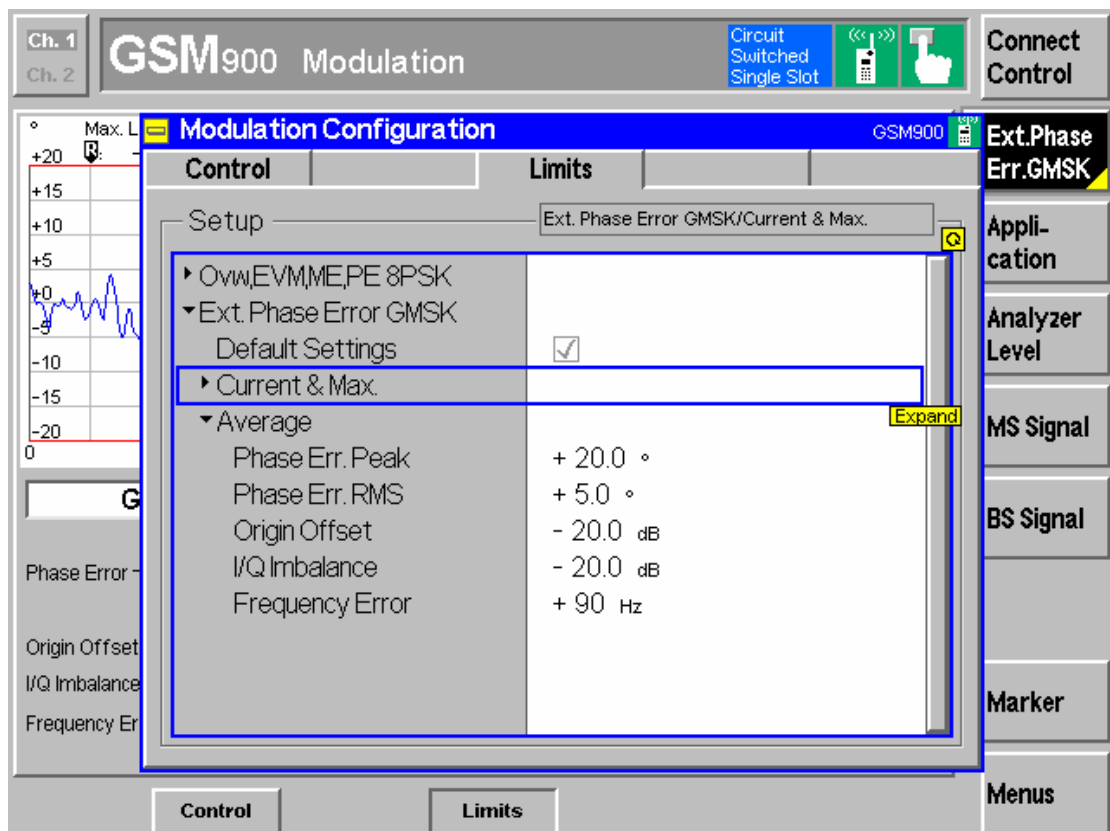 Ch. 1
Ch. 2
GSM900 Modulation
Circuit
Switched
Single Slot
Connect
Control
° Max. L
+20
+15
+10
+5
+0
-5
-10
-15
-20
0
G
Phase Error
Origin Offset
I/Q Imbalance
Frequency Er
Modulation Configuration GSM900
Control Limits
Setup Ext. Phase Error GMSK/Current & Max.
Ovw,EVM,ME,PE 8PSK
Ext. Phase Error GMSK
Default Settings
Current & Max.
Expand
Average
Phase Err. Peak + 20.0 °
Phase Err. RMS + 5.0 °
Origin Offset - 20.0 dB
I/Q Imbalance - 20.0 dB
Frequency Error + 90 Hz
Ext.Phase
Err.GMSK
Appli-
cation
Analyzer
Level
MS Signal
BS Signal
Marker
Menus
Control Limits